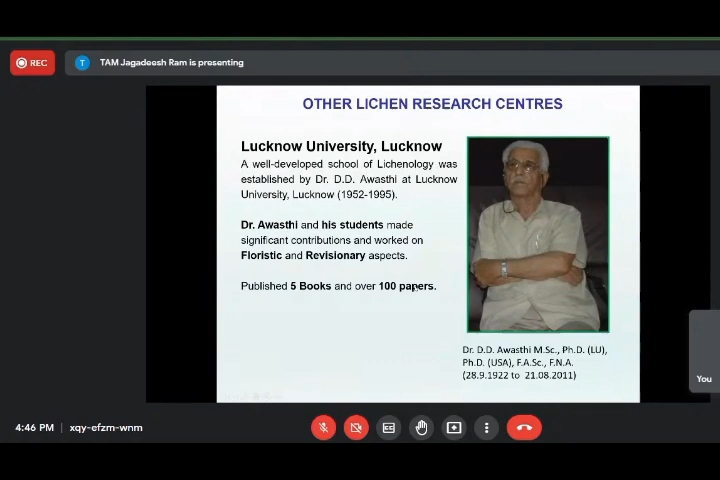 REC
T
TAM Jagadeesh Ram is presenting
OTHER LICHEN RESEARCH CENTRES
Lucknow University, Lucknow
A well-developed school of Lichenology was
established by Dr. D.D. Awasthi at Lucknow
University, Lucknow (1952-1995).
Dr. Awasthi and his students made
significant contributions and worked on
Floristic and Revisionary aspects.
Published 5 Books and over 100 papers.
Dr. D.D. Awasthi M.Sc., Ph.D. (LU),
Ph.D. (USA), F.A.Sc., F.N.A.
(28.9.1922 to 21.08.2011)
You
4:46 PM | xqy-efzm-wnm
CC